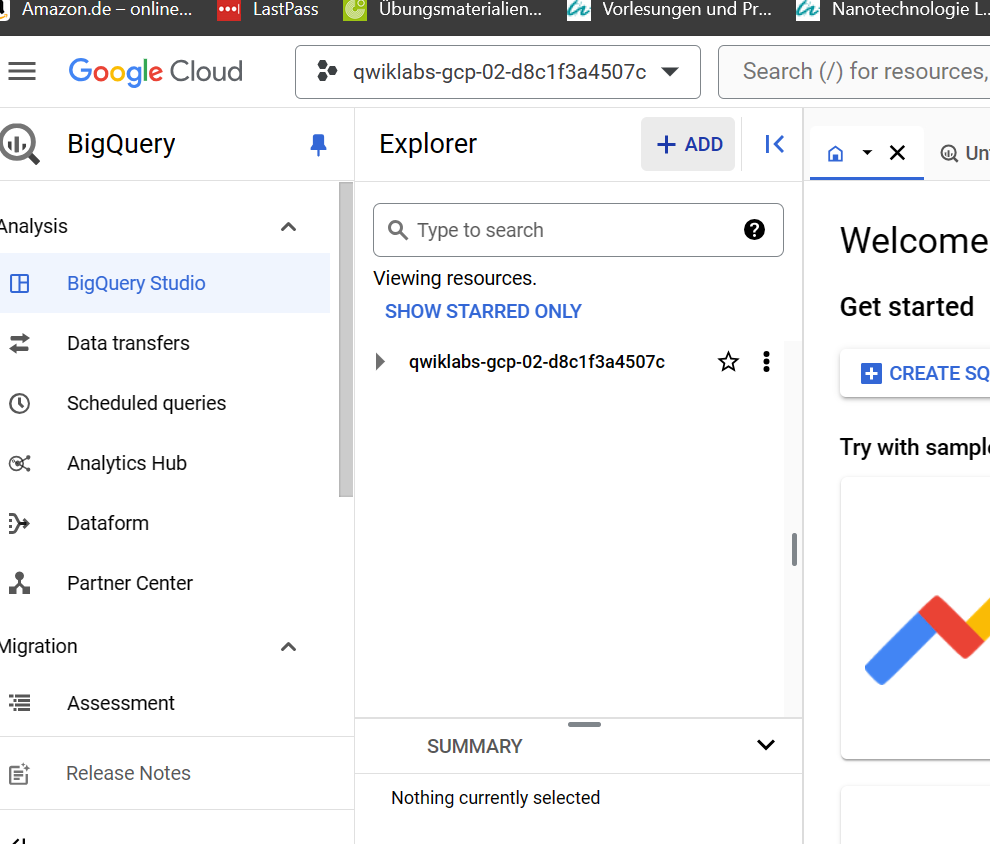 Amazon.de – online... LastPass Übungsmaterialien... Vorlesungen und Pr... Nanotechnologie L..
Google Cloud qwiklabs-gcp-02-d8c1f3a4507c Search (/) for resources,
BigQuery
Analysis
BigQuery Studio
Data transfers
Scheduled queries
Analytics Hub
Dataform
Partner Center
Migration
Assessment
Release Notes
Explorer
+ ADD
Type to search
Viewing resources.
SHOW STARRED ONLY
qwiklabs-gcp-02-d8c1f3a4507c
SUMMARY
Nothing currently selected
Un
Welcome
Get started
CREATE SQ
Try with sample